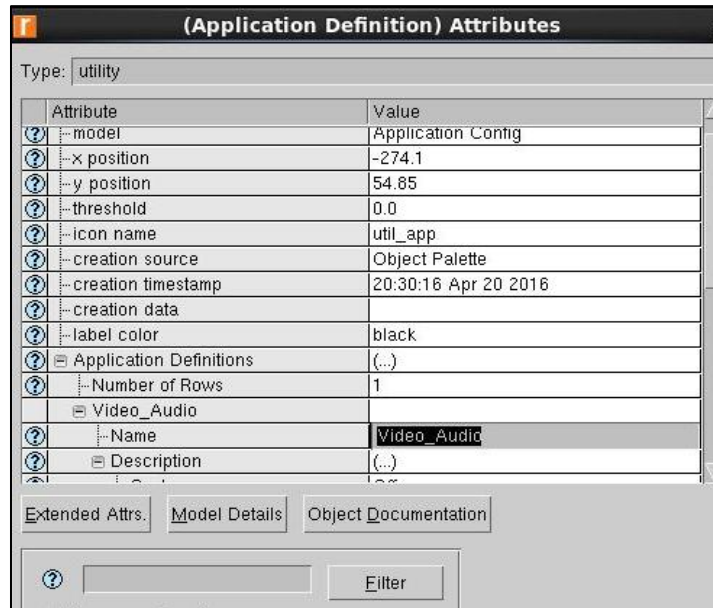 (Application Definition) Attributes
Type: utility
Attribute Value
model Application Config
x position -274.1
y position 54.85
threshold 0.0
icon name util_app
creation source Object Palette
creation timestamp 20:30:16 Apr 20 2016
creation data
label color black
Application Definitions (...)
Number of Rows 1
Video_Audio
Name Video_Audio
Description (...)
Extended Attrs. Model Details Object Documentation
Filter